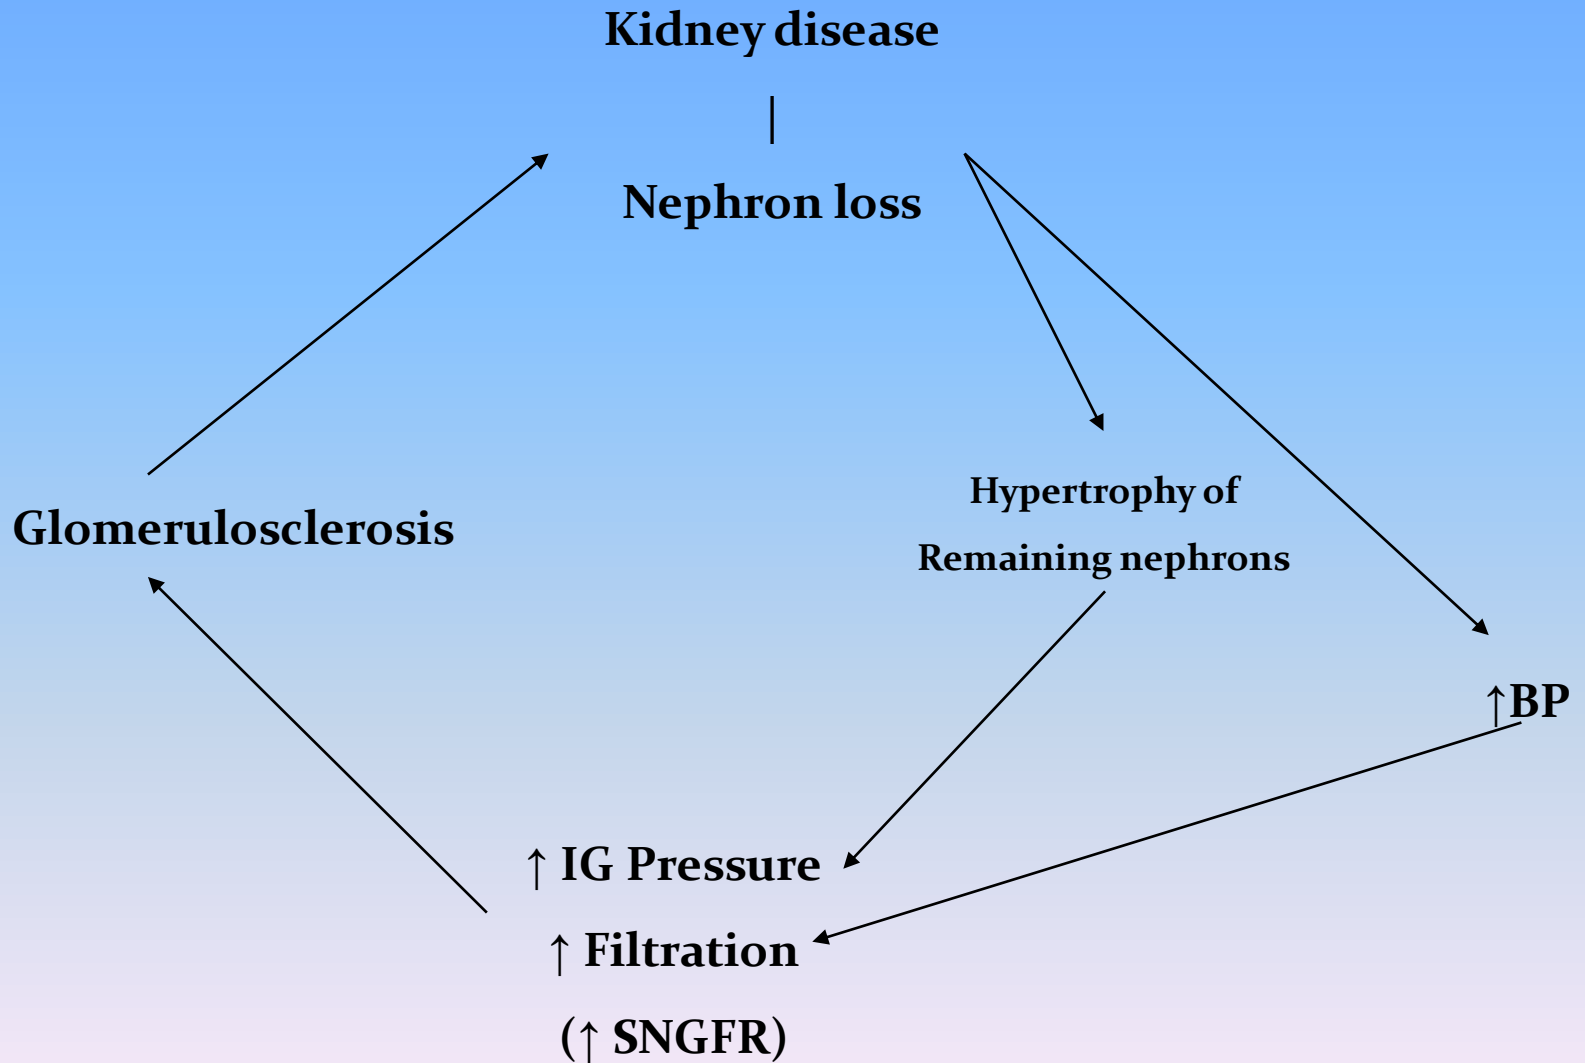 Kidney disease
|
Nephron loss
Hypertrophy of
Remaining nephrons
Glomerulosclerosis
↑BP
↑ IG Pressure
↑ Filtration
(↑ SNGFR)